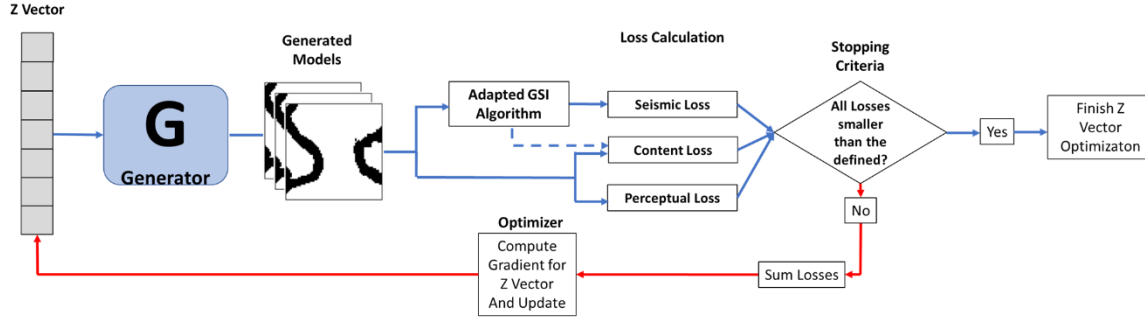 Z Vector
G
Generator
Generated
Models
Adapted GSI
Algorithm
Loss Calculation
Seismic Loss
Content Loss
Perceptual Loss
Stopping
Criteria
All Losses
smaller
than the
defined?
Yes
Finish Z
Vector
Optimizaton
No
Sum Losses
Optimizer
Compute
Gradient for
Z Vector
And Update